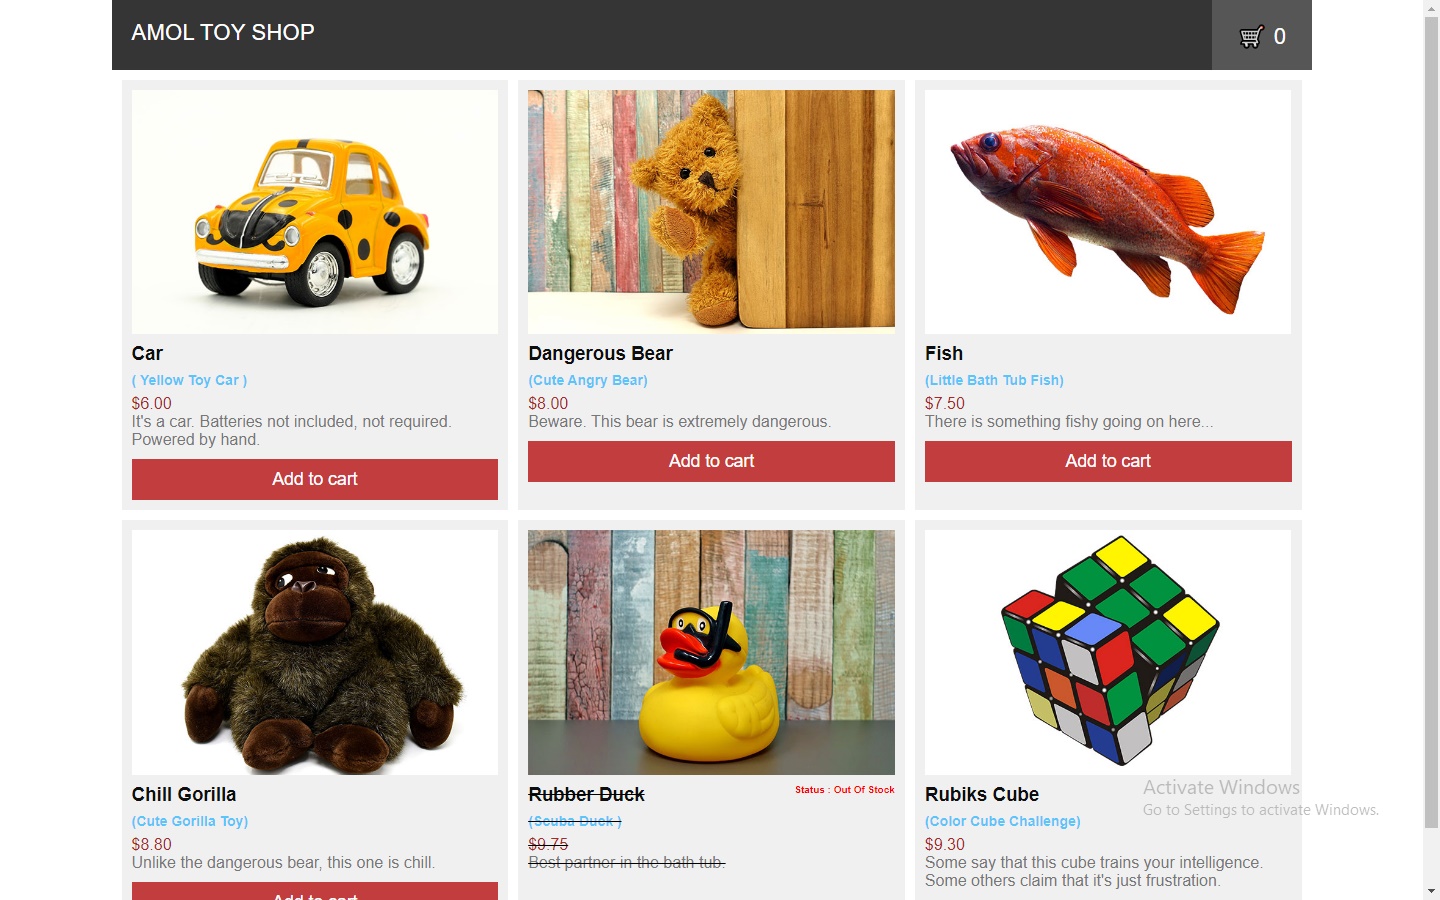 AMOL TOY SHOP
0
Car
( Yellow Toy Car )
$6.00
It's a car. Batteries not included, not required.
Powered by hand.
Add to cart
Dangerous Bear
(Cute Angry Bear)
$8.00
Beware. This bear is extremely dangerous.
Add to cart
Fish
(Little Bath Tub Fish)
$7.50
There is something fishy going on here...
Add to cart
Chill Gorilla
(Cute Gorilla Toy)
$8.80
Unlike the dangerous bear, this one is chill.
Add to cart
Rubber Duck
Status : Out Of Stock
(Scuba Duck )
$9.75
Best partner in the bath tub.
Rubiks Cube
(Color Cube Challenge)
$9.30
Some say that this cube trains your intelligence.
Some others claim that it's just frustration.
Activate Windows
Go to Settings to activate Windows.